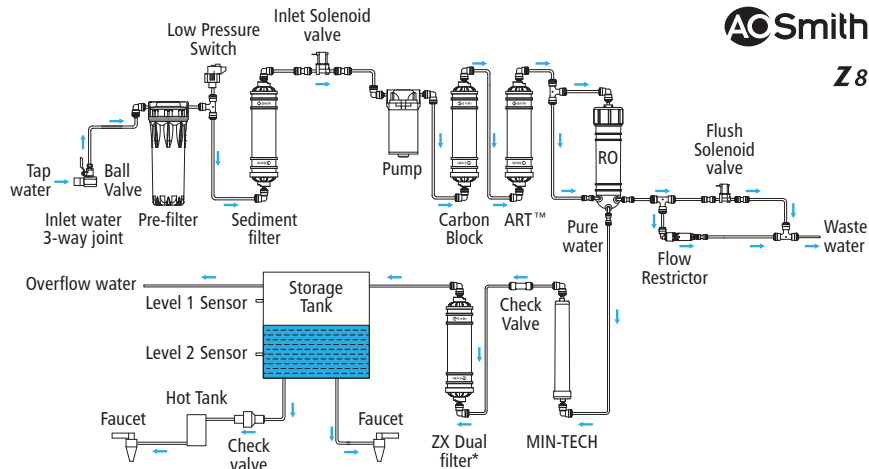 AO Smith
Z8
Inlet Solenoid
valve
Low Pressure
Switch
Tap
water
Ball
Valve
Inlet water
3-way joint
Pre-filter
Sediment
filter
Pump
Carbon
Block
ART™
RO
Pure
water
Flush
Solenoid
valve
Flow
Restrictor
Waste
water
Overflow water
Level 1 Sensor
Level 2 Sensor
Storage
Tank
Check
Valve
Hot Tank
Faucet
Check
valve
Faucet
ZX Dual
filter*
MIN-TECH